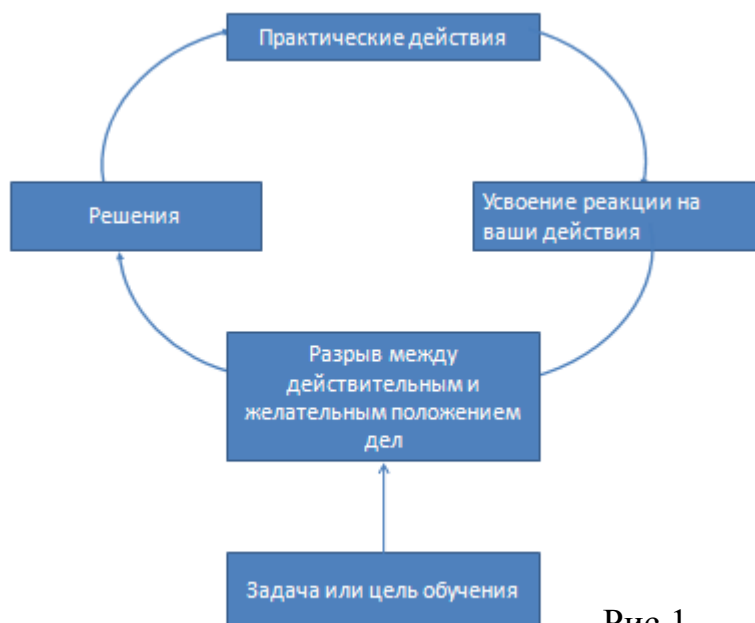 Практические действия
Решения
Усвоение реакции на
ваши действия
Разрыв между
действительным и
желательным положением
дел
Задача или цель обучения
Рис 1